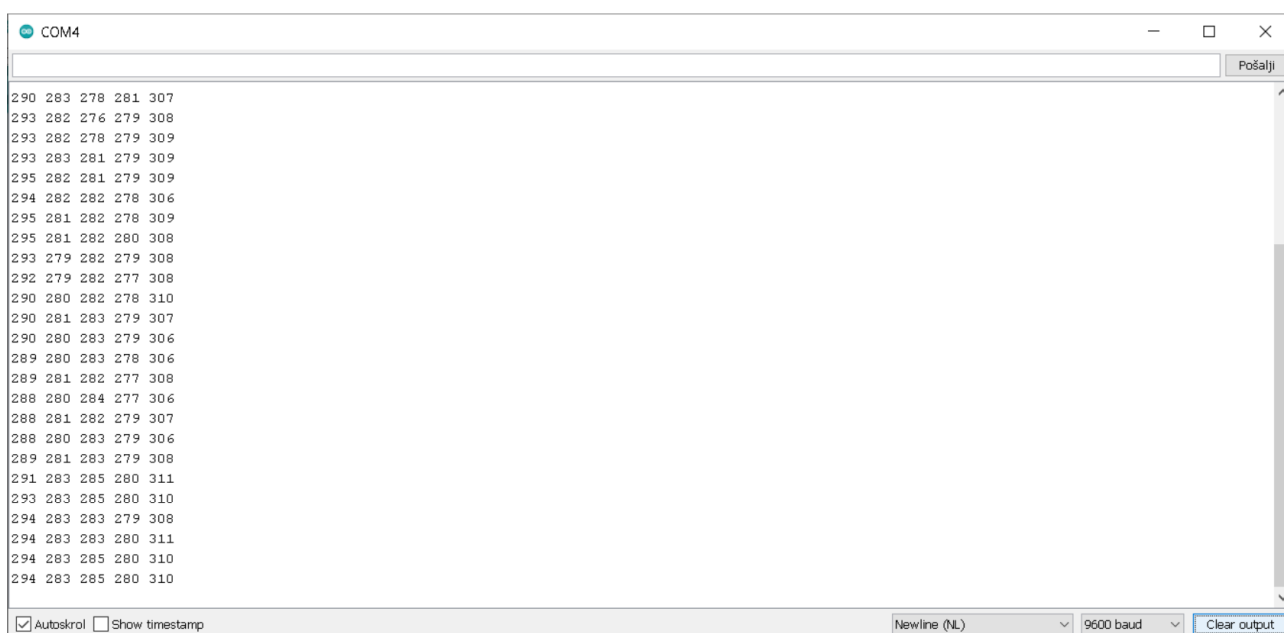 COM4
Pošalji
290 283 278 281 307
293 282 276 279 308
293 282 278 279 309
293 283 281 279 309
295 282 281 279 309
294 282 282 278 306
295 281 282 278 309
295 281 282 280 308
293 279 282 279 308
292 279 282 277 308
290 280 282 278 310
290 281 283 279 307
290 280 283 279 306
289 280 283 278 306
289 281 282 277 308
288 280 284 277 306
288 281 282 279 307
288 280 283 279 306
289 281 283 279 308
291 283 285 280 311
293 283 285 280 310
294 283 283 279 308
294 283 283 280 311
294 283 285 280 310
294 283 285 280 310
Autoskrol Show timestamp Newline (NL) 9600 baud Clear output